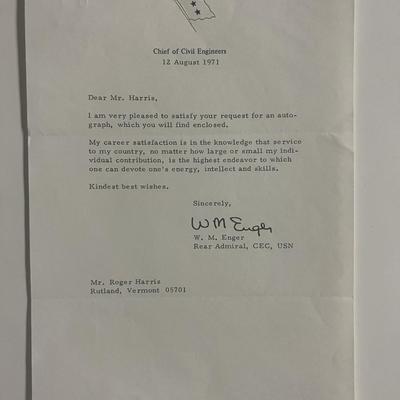 Chief of Civil Engineers
12 August 1971
Dear Mr. Harris,
I am very pleased to satisfy your request for an auto-
graph, which you will find enclosed.
My career satisfaction is in the knowledge that service
to my country, no matter how large or small my indi-
vidual contribution, is the highest endeavor to which
one can devote one's energy, intellect and skills.
Kindest best wishes.
Sincerely,
W M Enger
W. M. Enger
Rear Admiral, CEC, USN
Mr. Roger Harris
Rutland, Vermont 05701